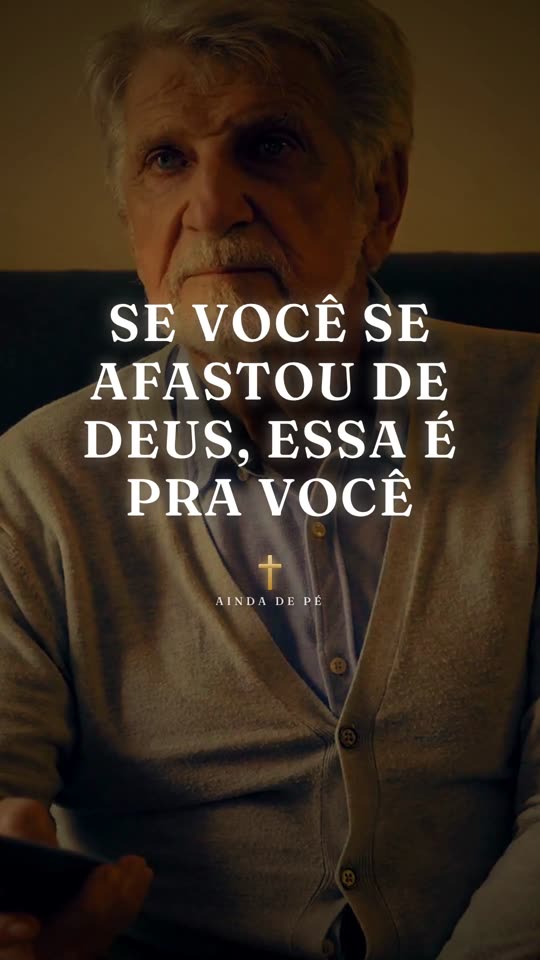 SE VOCÊ SE
AFASTOU DE
DEUS, ESSA É
PRA VOCÊ
AINDA DE PÉ